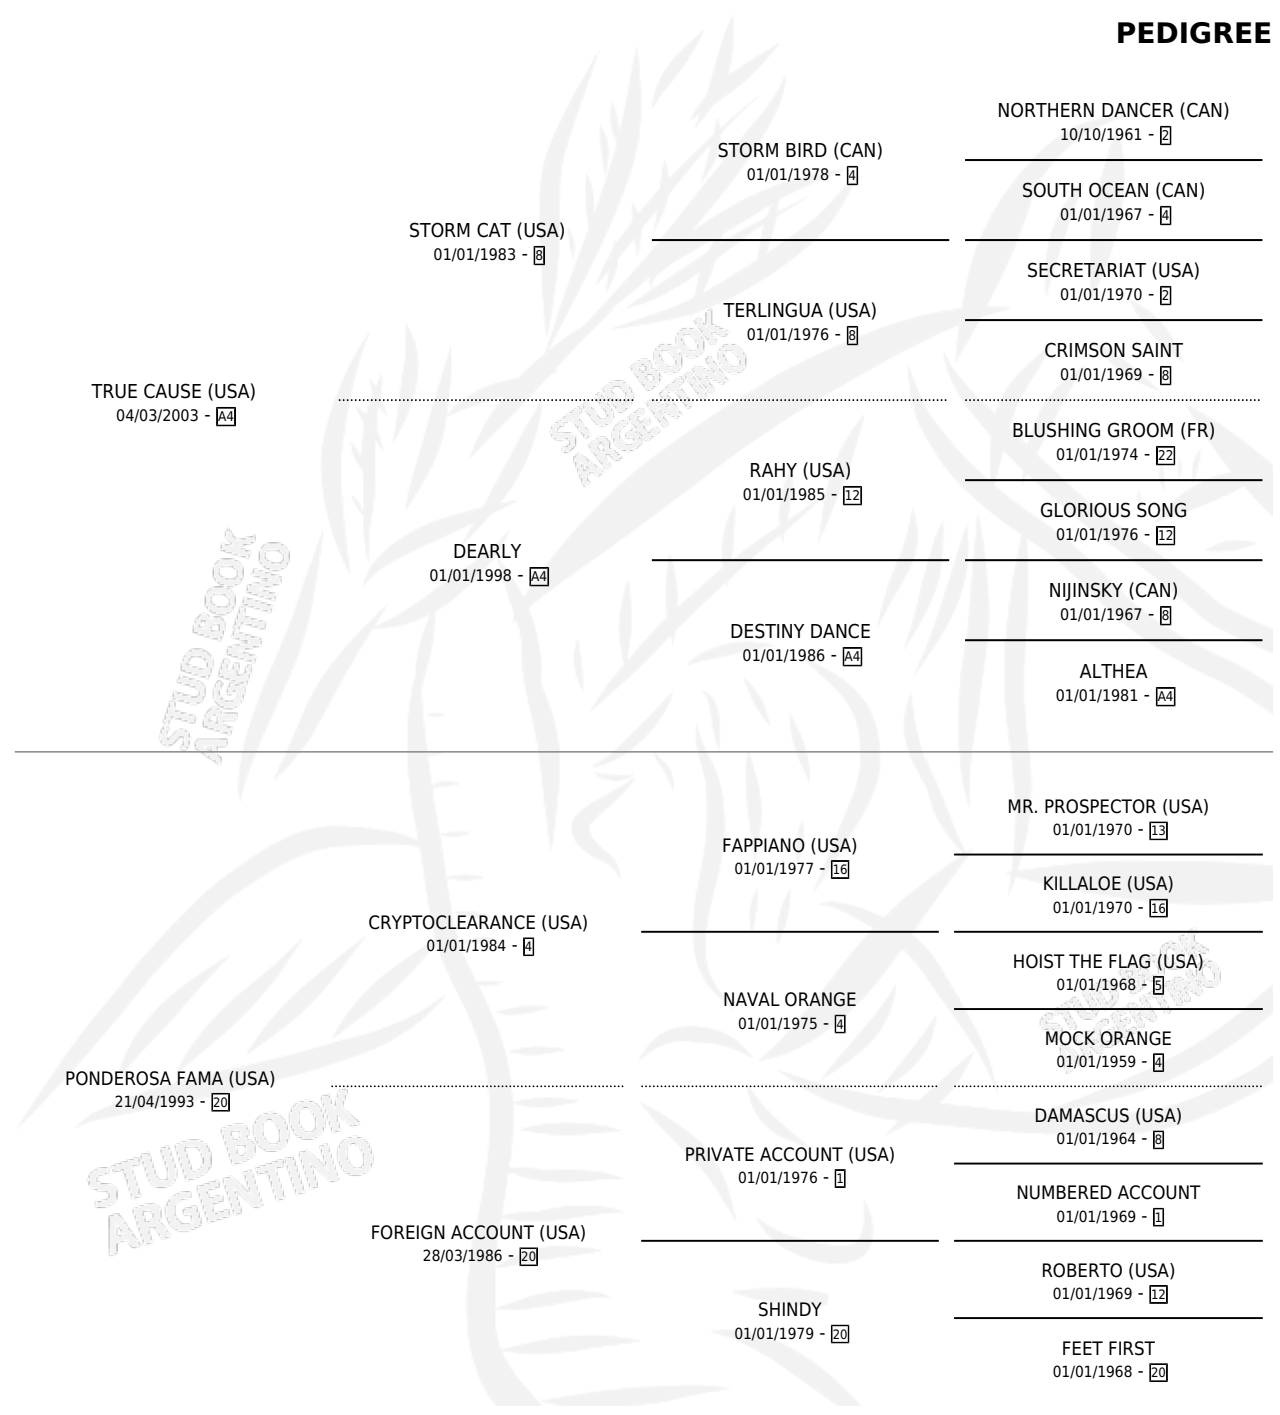 PEDIGREE
NORTHERN DANCER (CAN)
10/10/1961 - 2
STORM BIRD (CAN)
01/01/1978 - 4
SOUTH OCEAN (CAN)
01/01/1967 - 4
STORM CAT (USA)
01/01/1983 - 8
SECRETARIAT (USA)
01/01/1970 - 2
TERLINGUA (USA)
01/01/1976 - 8
CRIMSON SAINT
01/01/1969 - 8
TRUE CAUSE (USA)
04/03/2003 - A4
BLUSHING GROOM (FR)
01/01/1974 - 22
RAHY (USA)
01/01/1985 - 12
GLORIOUS SONG
01/01/1976 - 12
DEARLY
01/01/1998 - A4
NIJINSKY (CAN)
01/01/1967 - 8
DESTINY DANCE
01/01/1986 - A4
ALTHEA
01/01/1981 - A4
MR. PROSPECTOR (USA)
01/01/1970 - 13
FAPPIANO (USA)
01/01/1977 - 16
KILLALOE (USA)
01/01/1970 - 16
CRYPTOCLEARANCE (USA)
01/01/1984 - 4
HOIST THE FLAG (USA)
01/01/1968 - 5
NAVAL ORANGE
01/01/1975 - 4
MOCK ORANGE
01/01/1959 - 4
PONDEROSA FAMA (USA)
21/04/1993 - 20
DAMASCUS (USA)
01/01/1964 - 8
PRIVATE ACCOUNT (USA)
01/01/1976 - 1
NUMBERED ACCOUNT
01/01/1969 - 1
FOREIGN ACCOUNT (USA)
28/03/1986 - 20
ROBERTO (USA)
01/01/1969 - 12
SHINDY
01/01/1979 - 20
FEET FIRST
01/01/1968 - 20
STUD BOOK
ARGENTINO
STUD BOOK
ARGENTINO
STUD BOOK
ARGENTINO
STUD BOOK
ARGENTINO